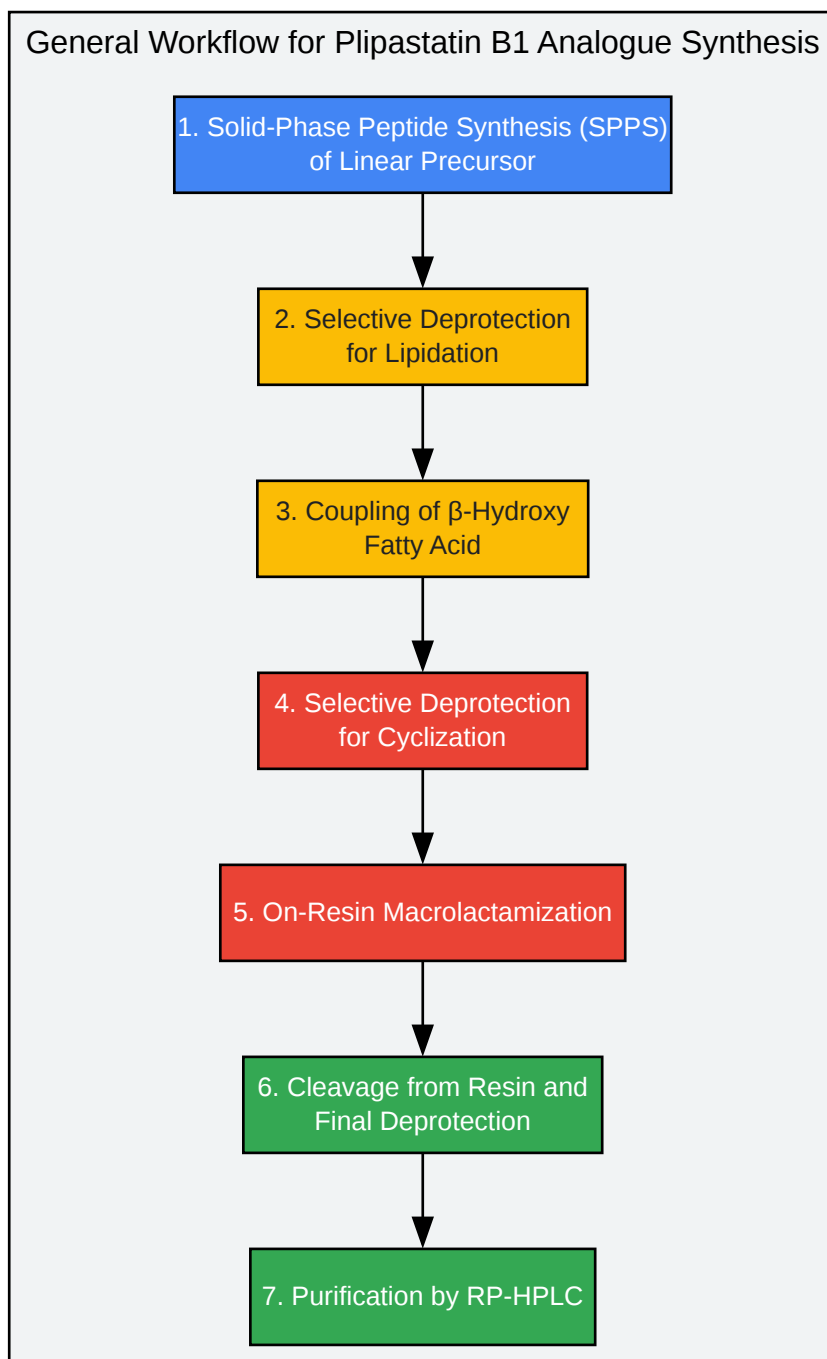 General Workflow for Plipastatin B1 Analogue Synthesis
1. Solid-Phase Peptide Synthesis (SPPS)
of Linear Precursor
2. Selective Deprotection
for Lipidation
3. Coupling of β-Hydroxy
Fatty Acid
4. Selective Deprotection
for Cyclization
5. On-Resin Macrolactamization
6. Cleavage from Resin and
Final Deprotection
7. Purification by RP-HPLC